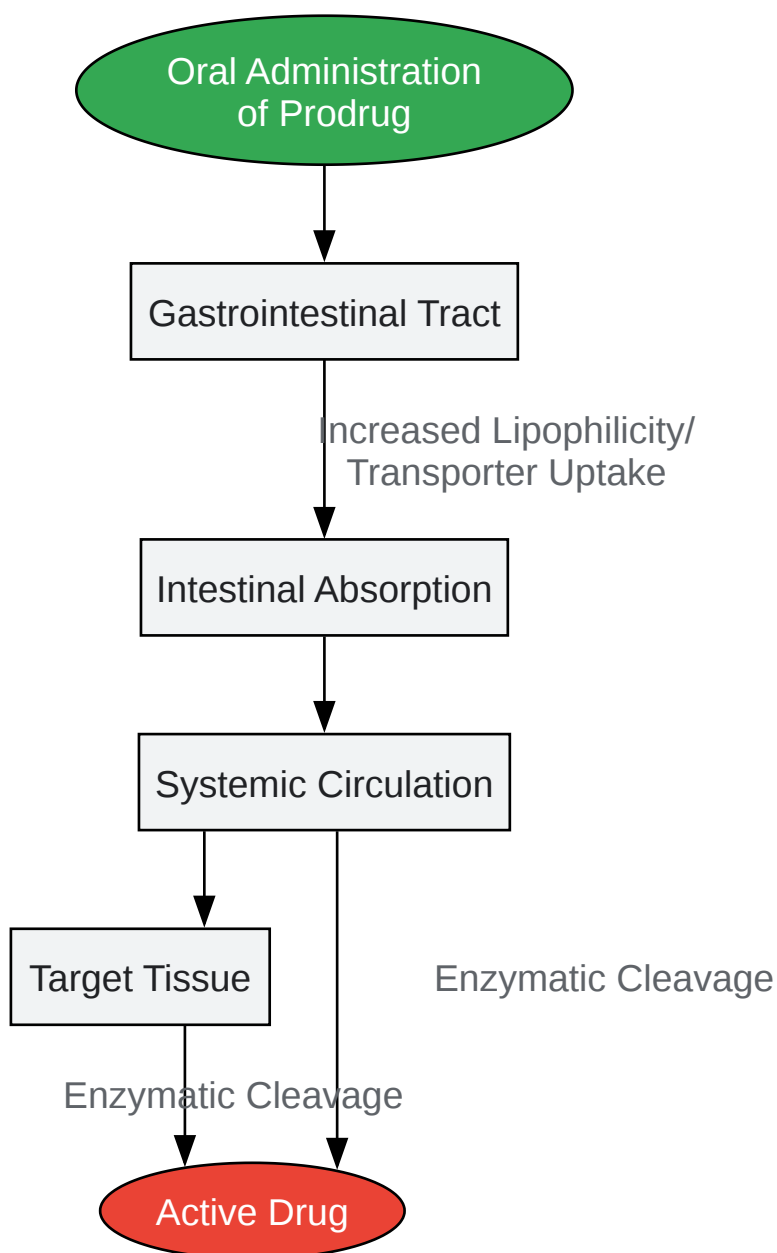 Oral Administration
of Prodrug
Gastrointestinal Tract
Increased Lipophilicity/
Transporter Uptake
Intestinal Absorption
Systemic Circulation
Target Tissue
Enzymatic Cleavage
Enzymatic Cleavage
Active Drug